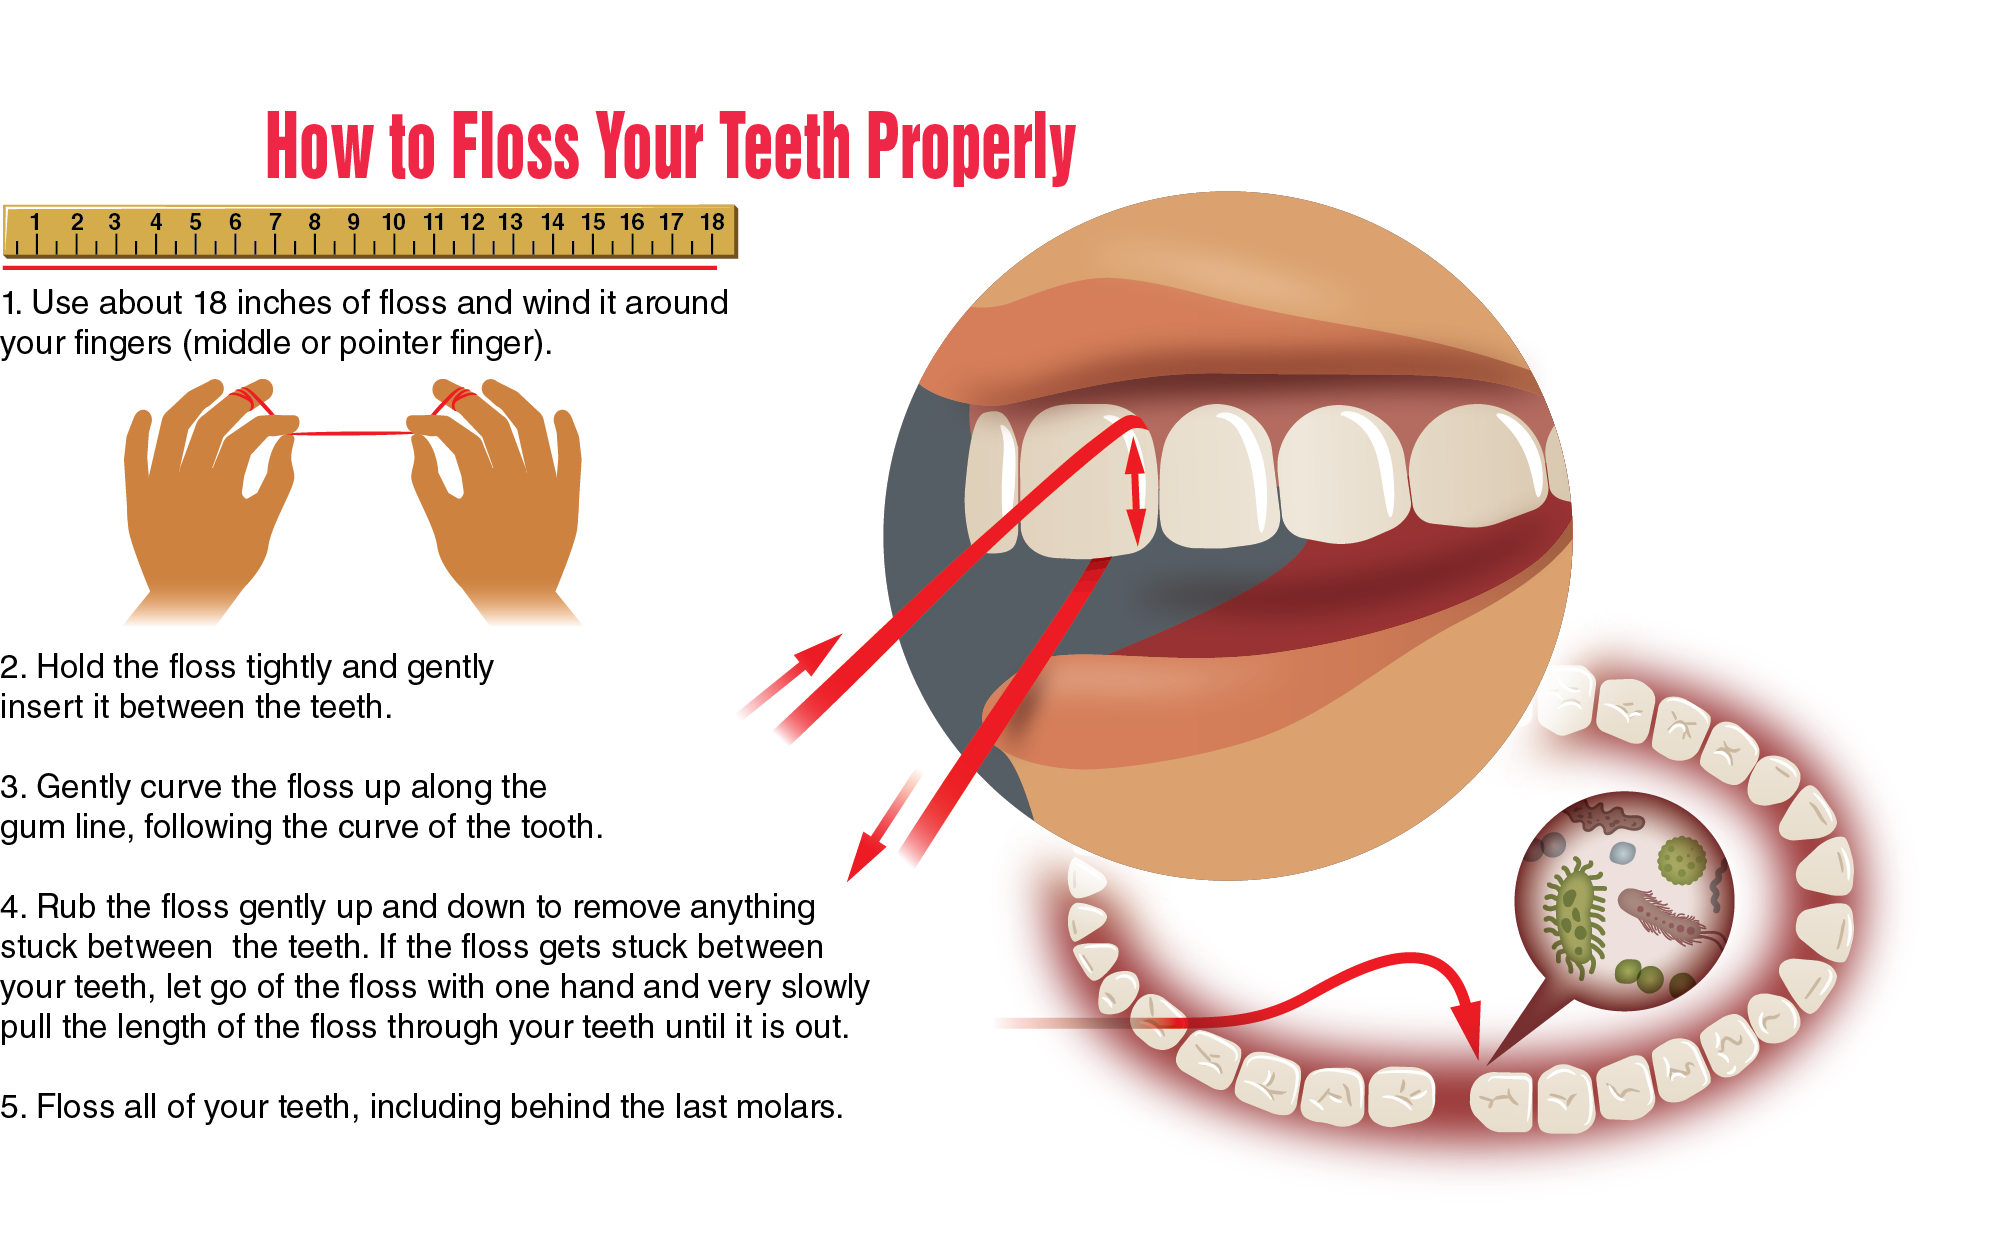 How to Floss Your Teeth Properly
1 2 3 4 5 6 7 8 9 10 11 12 13 14 15 16 17 18
1. Use about 18 inches of floss and wind it around
your fingers (middle or pointer finger).
2. Hold the floss tightly and gently
insert it between the teeth.
3. Gently curve the floss up along the
gum line, following the curve of the tooth.
4. Rub the floss gently up and down to remove anything
stuck between  the teeth. If the floss gets stuck between
your teeth, let go of the floss with one hand and very slowly
pull the length of the floss through your teeth until it is out.
5. Floss all of your teeth, including behind the last molars.